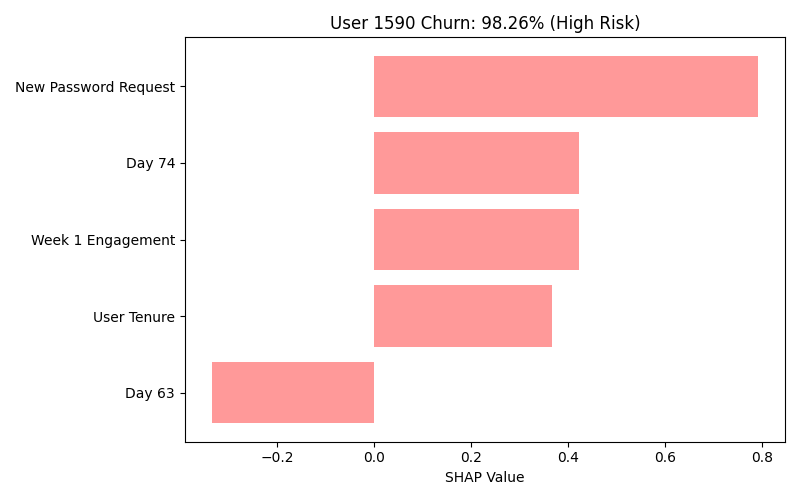 User 1590 Churn: 98.26% (High Risk)
New Password Request
Day 74
Week 1 Engagement
User Tenure
Day 63
−0.2 0.0 0.2 0.4 0.6 0.8
SHAP Value